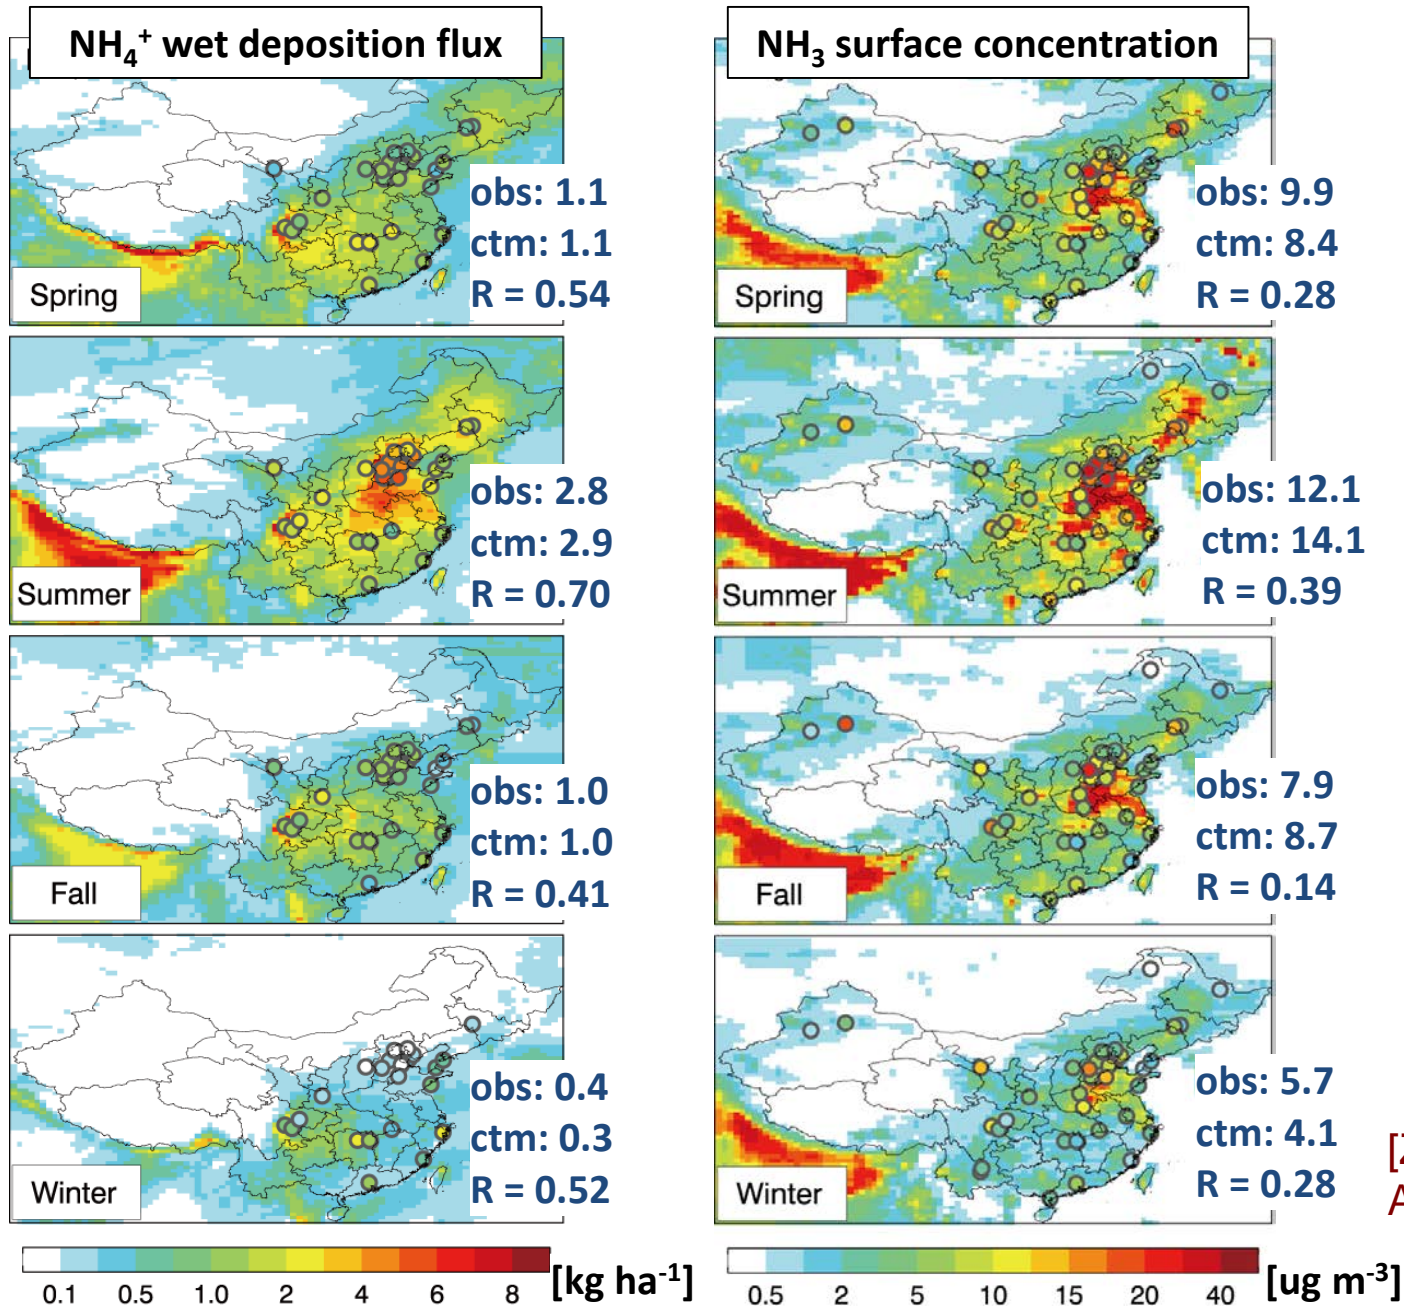 NH₄⁺ wet deposition flux
obs: 1.1
ctm: 1.1
R = 0.54
Spring
obs: 2.8
ctm: 2.9
R = 0.70
Summer
obs: 1.0
ctm: 1.0
R = 0.41
Fall
obs: 0.4
ctm: 0.3
R = 0.52
Winter
0.1 0.5 1.0 2 4 6 8 [kg ha⁻¹]
NH₃ surface concentration
obs: 9.9
ctm: 8.4
R = 0.28
Spring
obs: 12.1
ctm: 14.1
R = 0.39
Summer
obs: 7.9
ctm: 8.7
R = 0.14
Fall
obs: 5.7
ctm: 4.1
R = 0.28
Winter
0.5 2 5 10 15 20 40 [ug m⁻³]